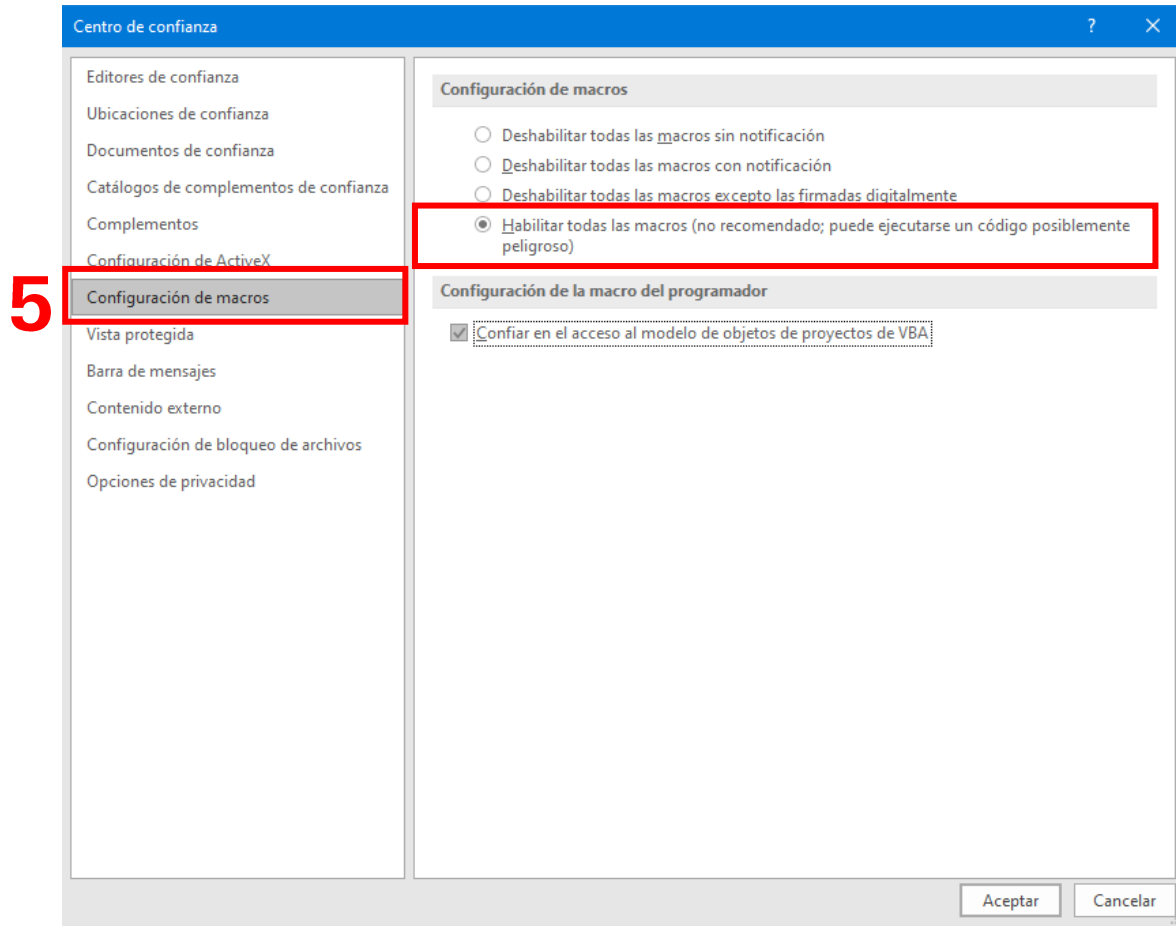 Centro de confianza
?
Editores de confianza
Ubicaciones de confianza
Documentos de confianza
Catálogos de complementos de confianza
Complementos
Configuración de ActiveX
5
Configuración de macros
Vista protegida
Barra de mensajes
Contenido externo
Configuración de bloqueo de archivos
Opciones de privacidad
Configuración de macros
Deshabilitar todas las macros sin notificación
Deshabilitar todas las macros con notificación
Deshabilitar todas las macros excepto las firmadas digitalmente
Habilitar todas las macros (no recomendado; puede ejecutarse un código posiblemente
peligroso)
Configuración de la macro del programador
Confiar en el acceso al modelo de objetos de proyectos de VBA
Aceptar
Cancelar